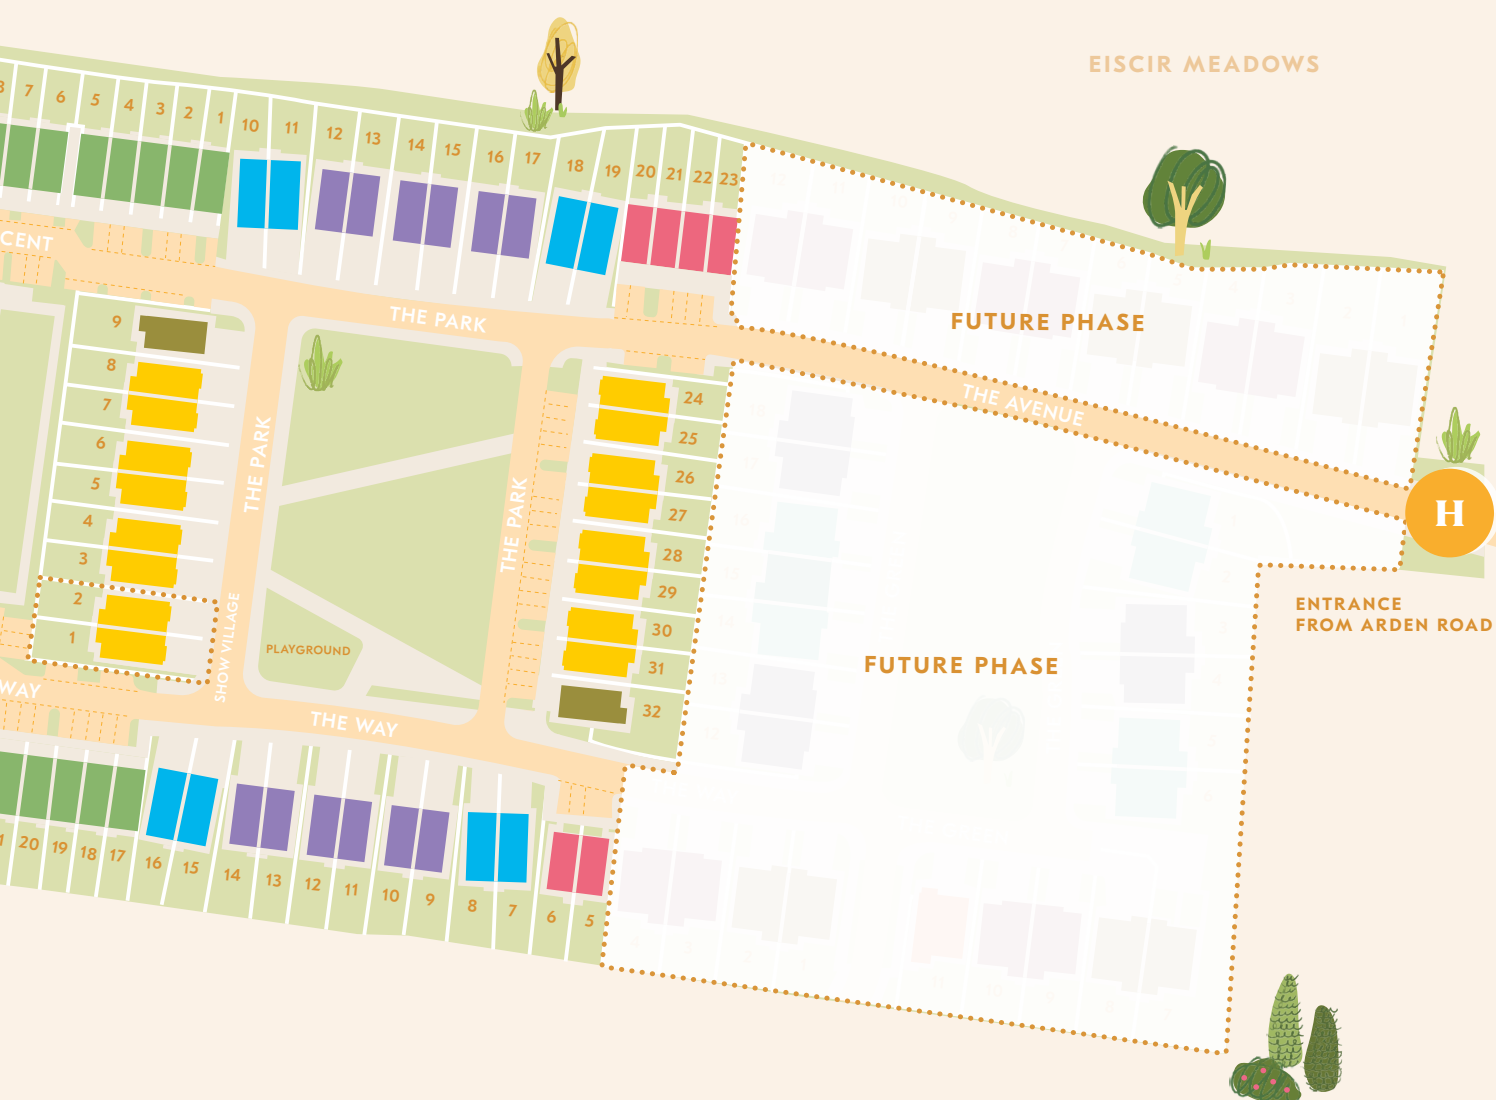 EISCIR MEADOWS
7 6 5 4 3 2 1 10 11 12 13 14 15 16 17 18 19 20 21 22 23
CENT
THE PARK
FUTURE PHASE
THE AVENUE
9
8
7
6
5
4
3
2
1
THE PARK
THE PARK
24
25
26
27
28
29
30
31
32
H
ENTRANCE
FROM ARDEN ROAD
SHOW VILLAGE
PLAYGROUND
FUTURE PHASE
WAY
THE WAY
20 19 18 17 16 15 14 13 12 11 10 9 8 7 6 5